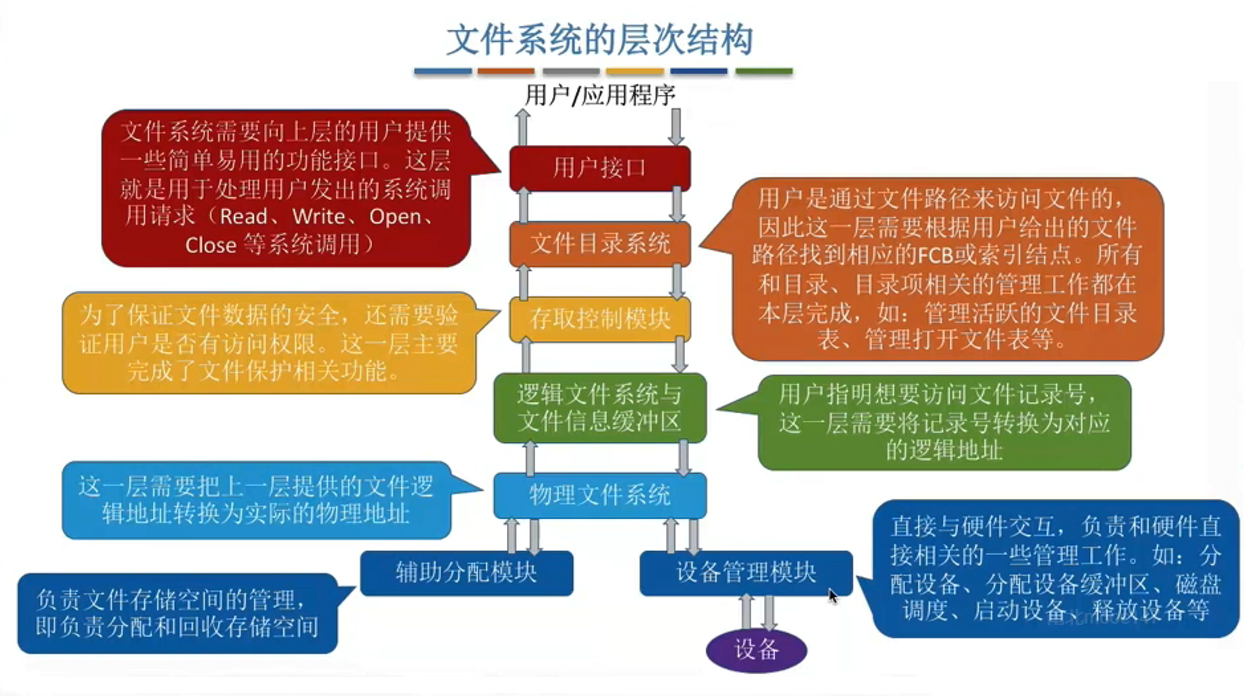 文件系统的层次结构
用户/应用程序
文件系统需要向上层的用户提供
一些简单易用的功能接口。这层
就是用于处理用户发出的系统调
用请求（Read、Write、Open、
Close 等系统调用）
用户接口
用户是通过文件路径来访问文件的，
因此这一层需要根据用户给出的文件
路径找到相应的FCB或索引结点。所有
和目录、目录项相关的管理工作都在
本层完成，如：管理活跃的文件目录
表、管理打开文件表等。
文件目录系统
为了保证文件数据的安全，还需要验
证用户是否有访问权限。这一层主要
完成了文件保护相关功能。
存取控制模块
逻辑文件系统与
文件信息缓冲区
用户指明想要访问文件记录号，
这一层需要将记录号转换为对应
的逻辑地址
这一层需要把上一层提供的文件逻
辑地址转换为实际的物理地址
物理文件系统
辅助分配模块
设备管理模块
直接与硬件交互，负责和硬件直
接相关的一些管理工作。如：分
配设备、分配设备缓冲区、磁盘
调度、启动设备、释放设备等
负责文件存储空间的管理，
即负责分配和回收存储空间
设备